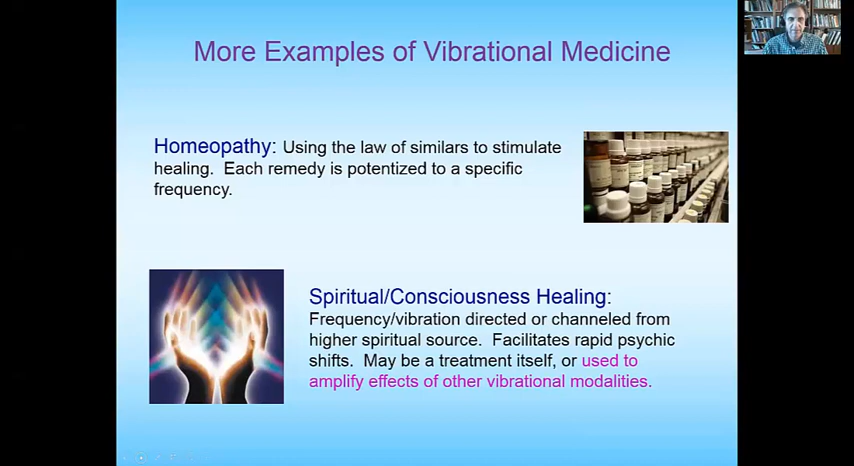 More Examples of Vibrational Medicine
Homeopathy: Using the law of similars to stimulate
healing. Each remedy is potentized to a specific
frequency.
Spiritual/Consciousness Healing:
Frequency/vibration directed or channeled from
higher spiritual source. Facilitates rapid psychic
shifts. May be a treatment itself, or used to
amplify effects of other vibrational modalities.